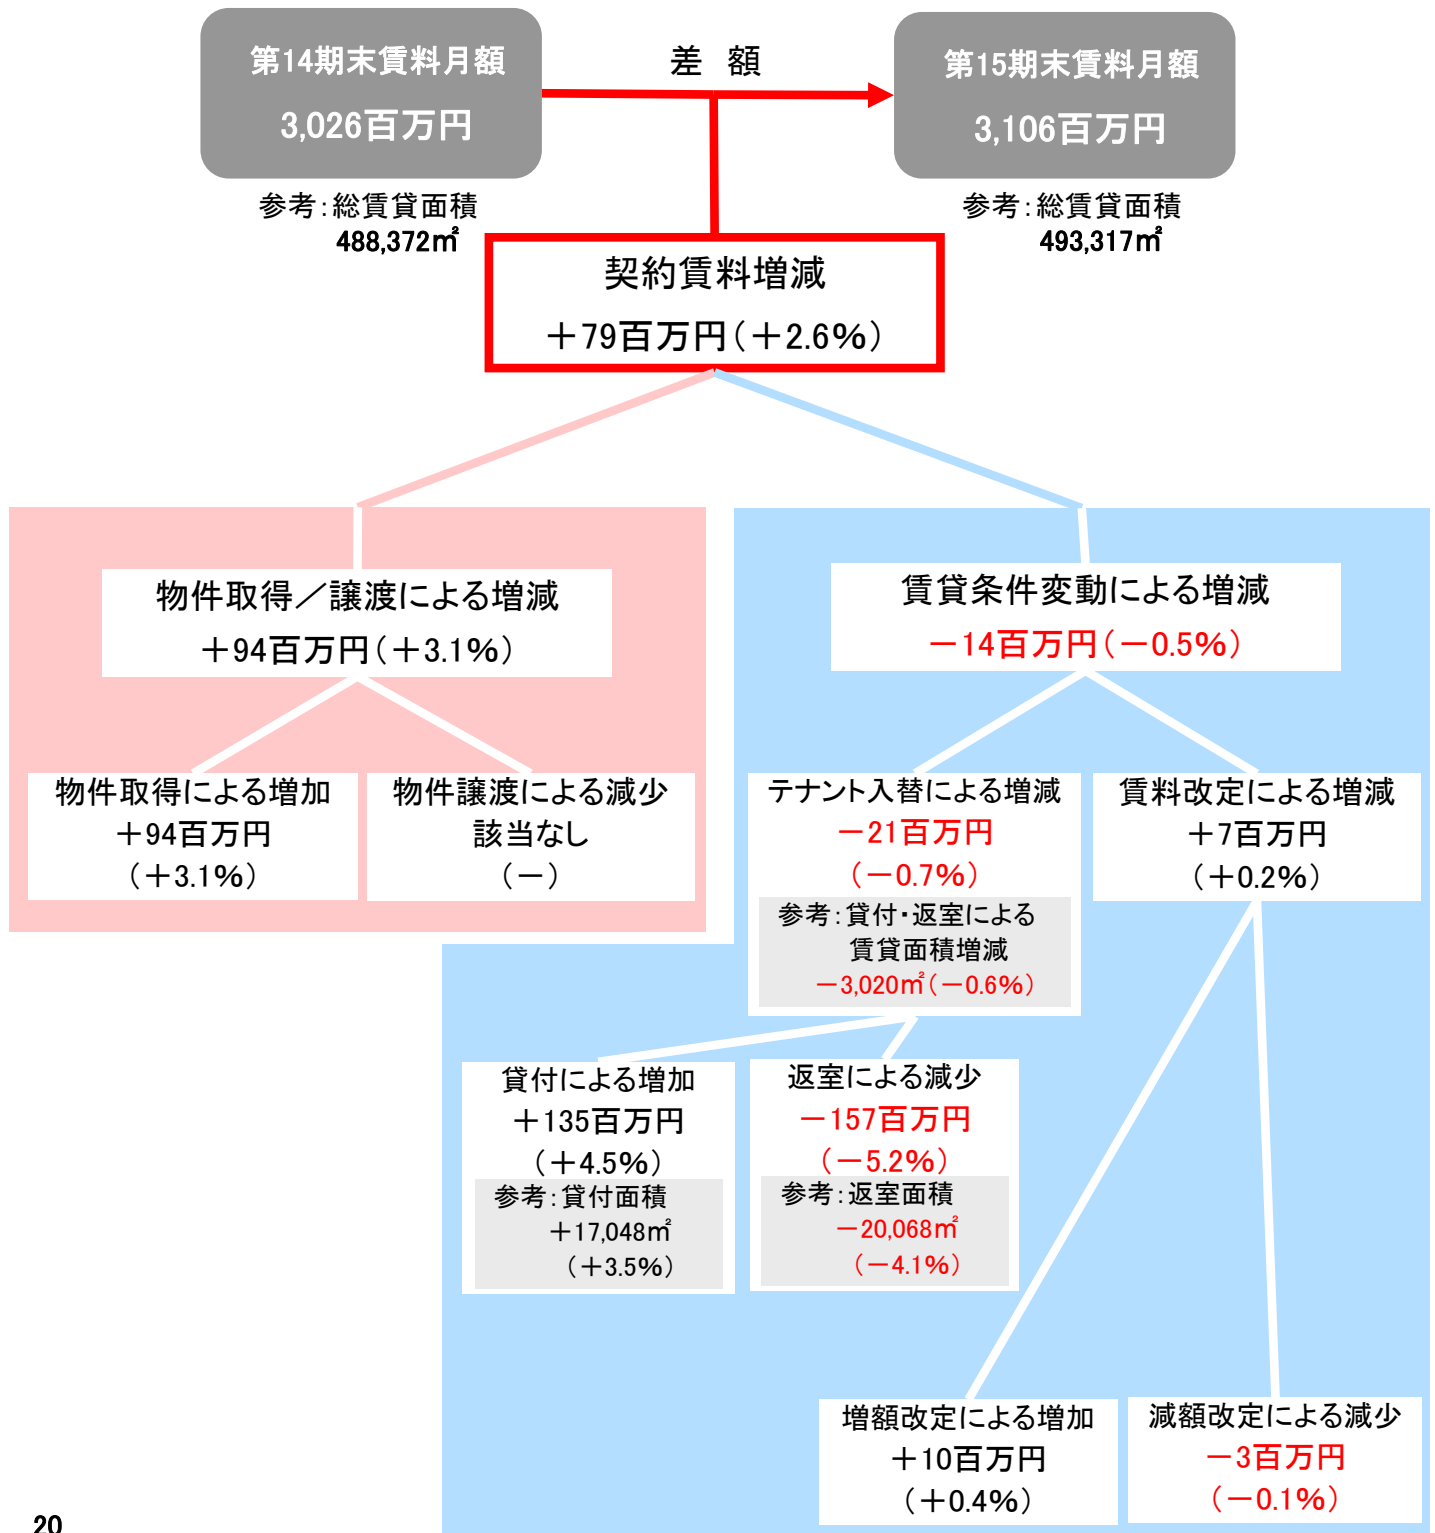 第14期末賃料月額
3,026百万円
差 額
第15期末賃料月額
3,106百万円
参考：総賃貸面積
488,372㎡
参考：総賃貸面積
493,317㎡
契約賃料増減
＋79百万円（＋2.6%）
物件取得／譲渡による増減
＋94百万円（＋3.1%）
賃貸条件変動による増減
－14百万円（－0.5%）
物件取得による増加
＋94百万円
（＋3.1%）
物件譲渡による減少
該当なし
（－）
テナント入替による増減
－21百万円
（－0.7%）
参考：貸付・返室による
賃貸面積増減
－3,020㎡（－0.6%）
賃料改定による増減
＋7百万円
（＋0.2%）
貸付による増加
＋135百万円
（＋4.5%）
参考：貸付面積
＋17,048㎡
（＋3.5%）
返室による減少
－157百万円
（－5.2%）
参考：返室面積
－20,068㎡
（－4.1%）
増額改定による増加
＋10百万円
（＋0.4%）
減額改定による減少
－3百万円
（－0.1%）
20